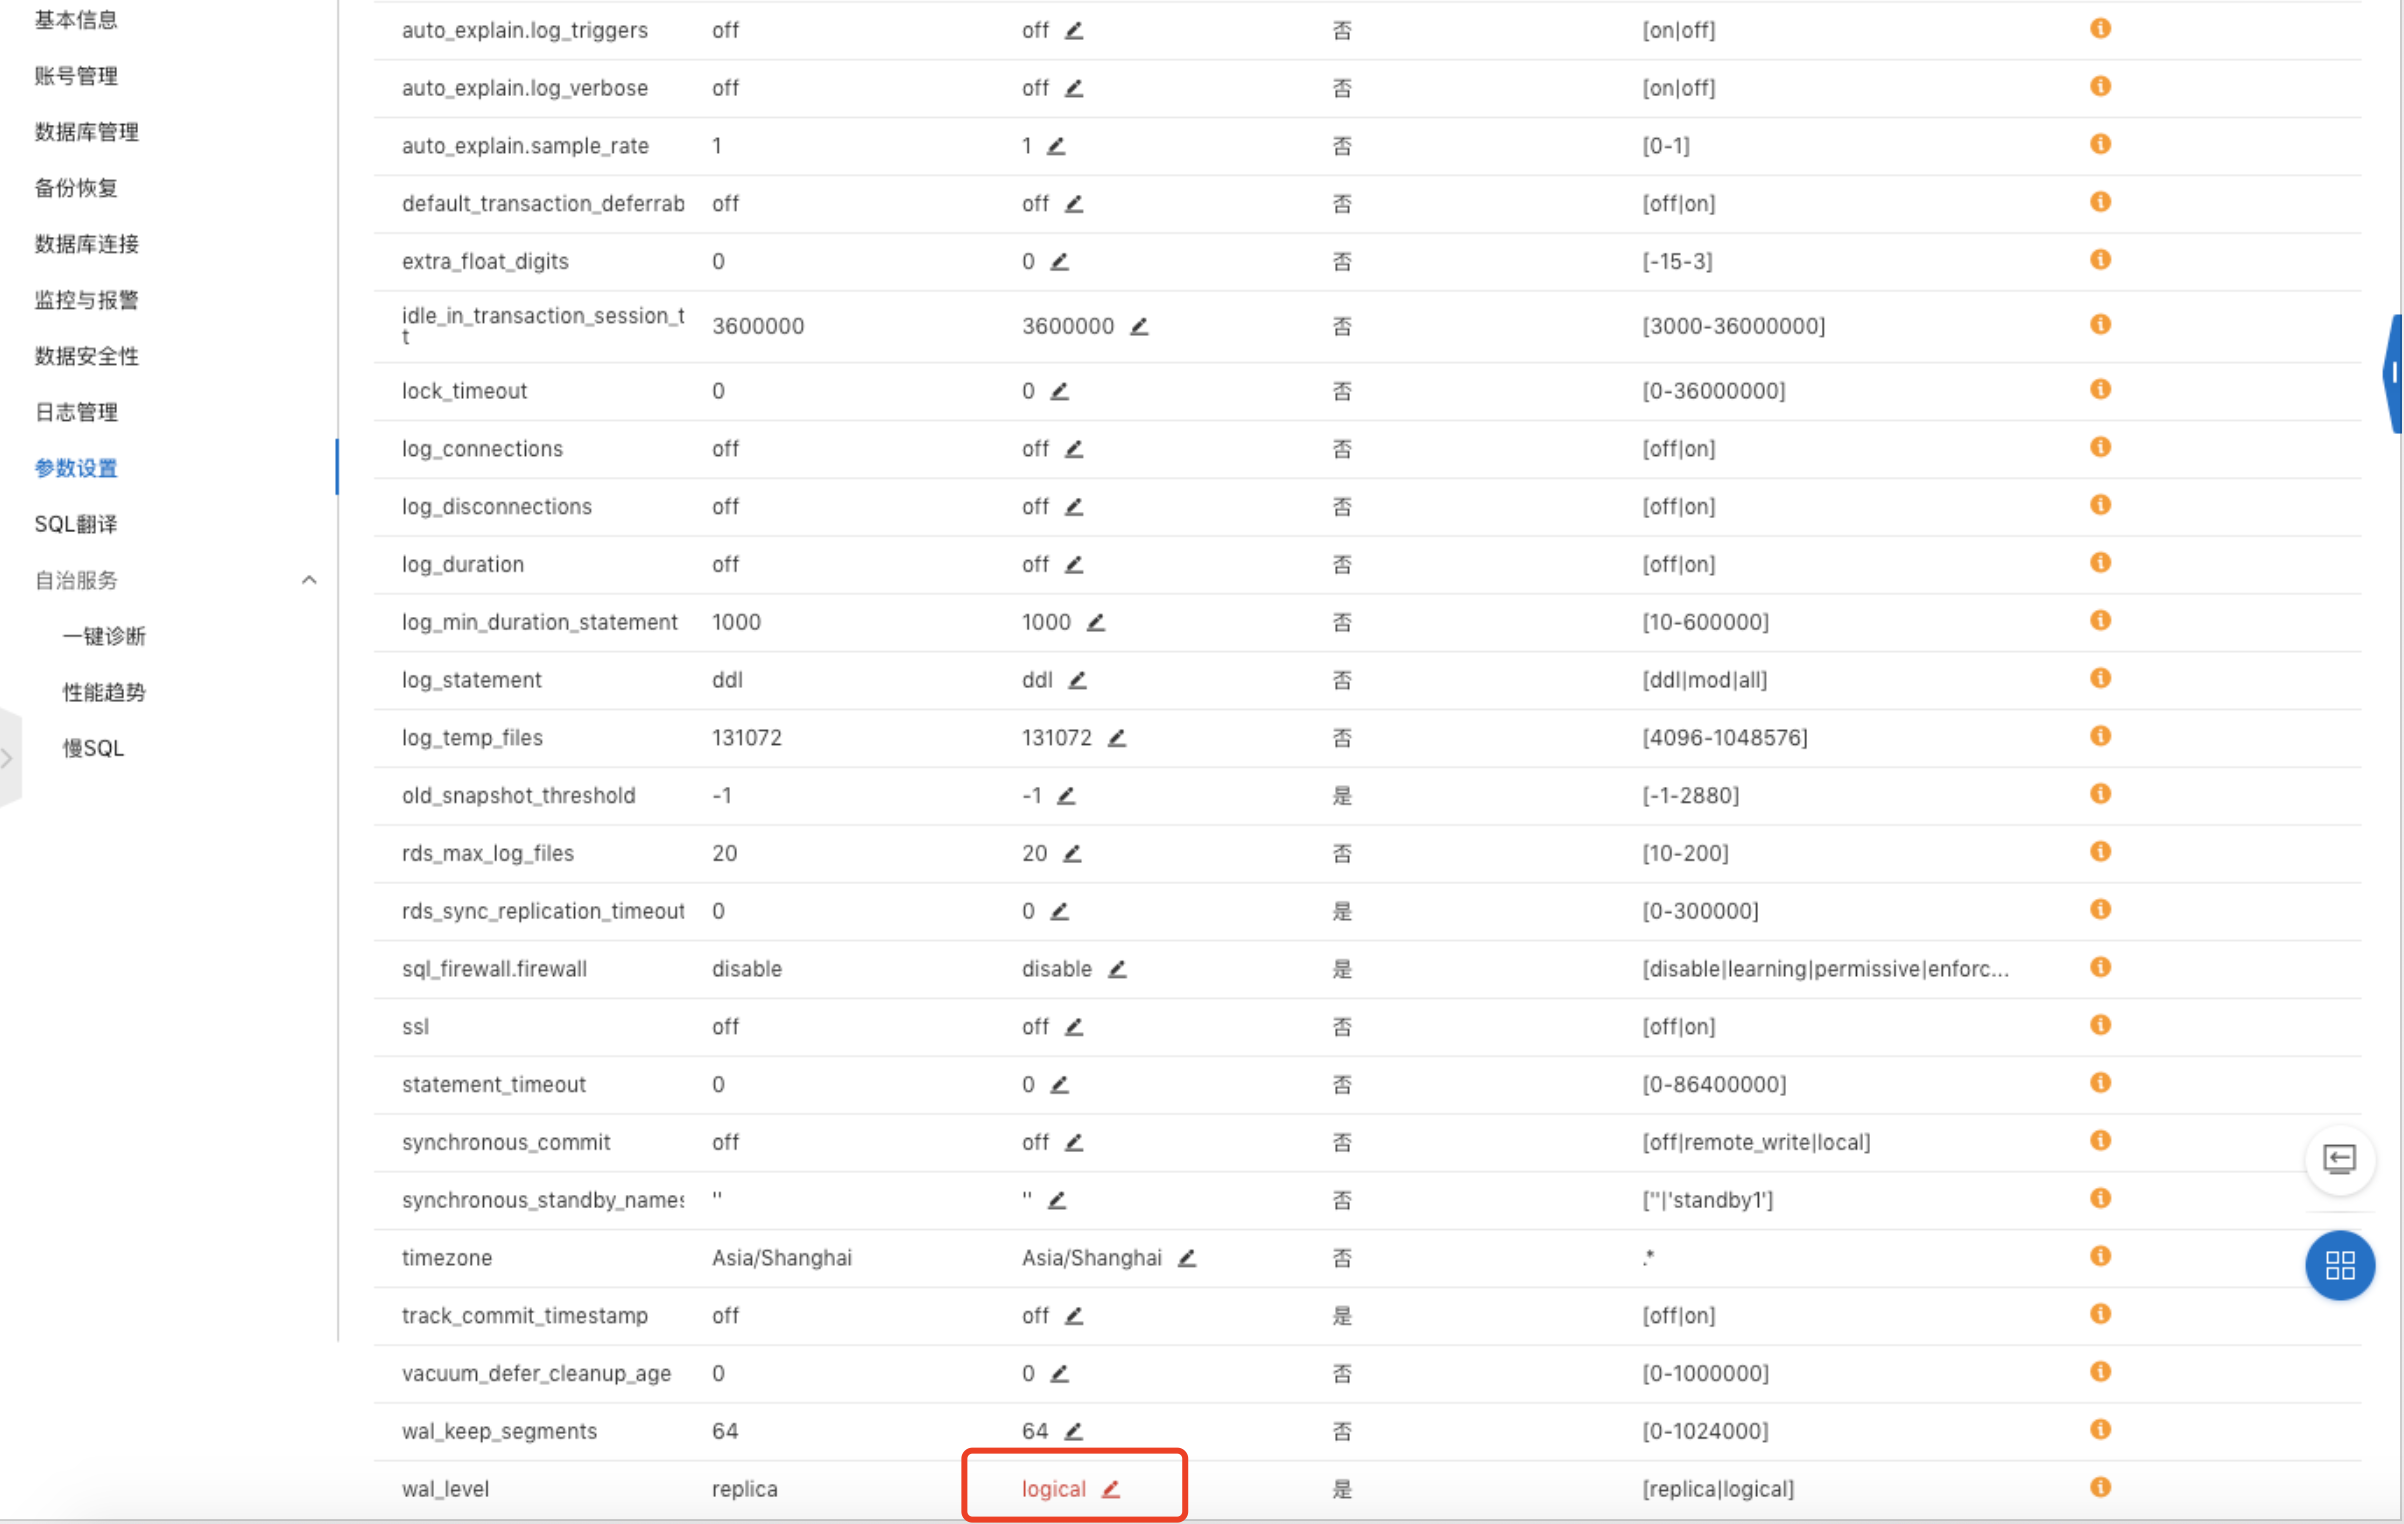 基本信息
账号管理
数据库管理
备份恢复
数据库连接
监控与报警
数据安全性
日志管理
参数设置
SQL翻译
自治服务
一键诊断
性能趋势
慢SQL
auto_explain.log_triggers off off 否 [on|off]
auto_explain.log_verbose off off 否 [on|off]
auto_explain.sample_rate 1 1 否 [0-1]
default_transaction_deferrab off off 否 [off|on]
extra_float_digits 0 0 否 [-15-3]
idle_in_transaction_session_t
t 3600000 3600000 否 [3000-36000000]
lock_timeout 0 0 否 [0-36000000]
log_connections off off 否 [off|on]
log_disconnections off off 否 [off|on]
log_duration off off 否 [off|on]
log_min_duration_statement 1000 1000 否 [10-600000]
log_statement ddl ddl 否 [ddl|mod|all]
log_temp_files 131072 131072 否 [4096-1048576]
old_snapshot_threshold -1 -1 是 [-1-2880]
rds_max_log_files 20 20 否 [10-200]
rds_sync_replication_timeout 0 0 是 [0-300000]
sql_firewall.firewall disable disable 是 [disable|learning|permissive|enforc...
ssl off off 否 [off|on]
statement_timeout 0 0 否 [0-86400000]
synchronous_commit off off 否 [off|remote_write|local]
synchronous_standby_names '' '' 否 [''|'standby1']
timezone Asia/Shanghai Asia/Shanghai 否 .*
track_commit_timestamp off off 是 [off|on]
vacuum_defer_cleanup_age 0 0 否 [0-1000000]
wal_keep_segments 64 64 否 [0-1024000]
wal_level replica logical 是 [replica|logical]